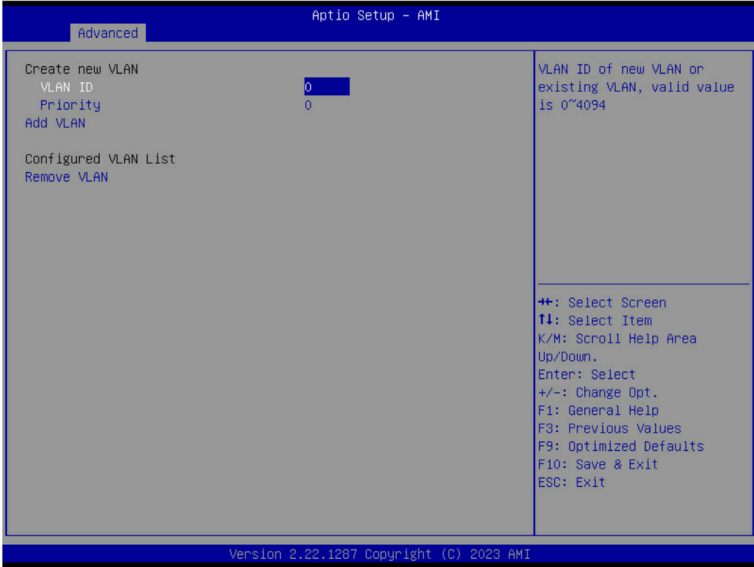 Aptio Setup – AMI
Advanced
Create new VLAN
VLAN ID 0
Priority 0
Add VLAN
Configured VLAN List
Remove VLAN
VLAN ID of new VLAN or
existing VLAN, valid value
is 0~4094
→←: Select Screen
↑↓: Select Item
K/M: Scroll Help Area
Up/Down.
Enter: Select
+/-: Change Opt.
F1: General Help
F3: Previous Values
F9: Optimized Defaults
F10: Save & Exit
ESC: Exit
Version 2.22.1287 Copyright (C) 2023 AMI